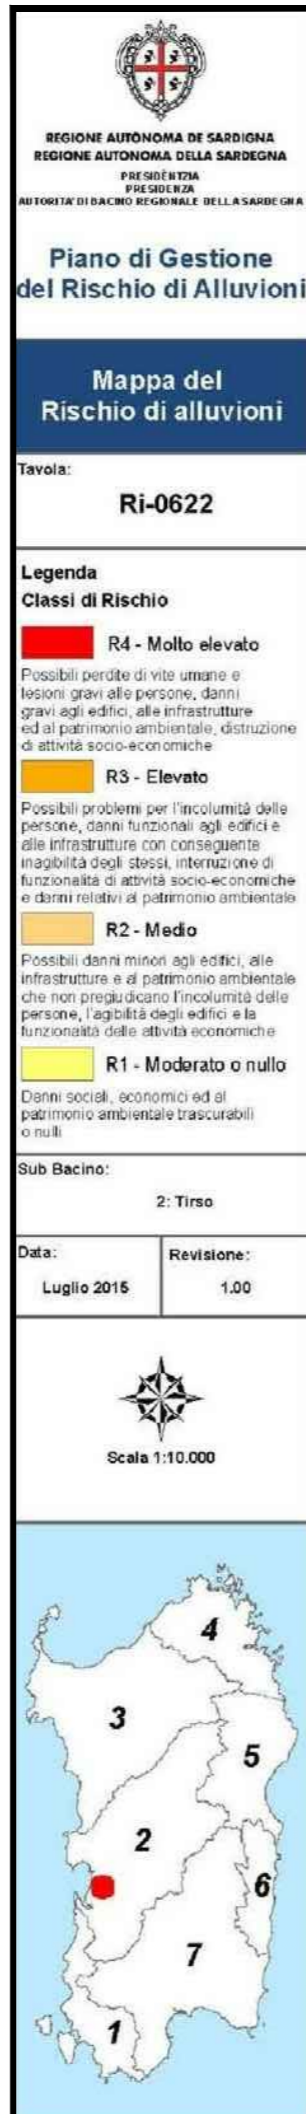 REGIONE AUTÒNOMA DE SARDIGNA
REGIONE AUTONOMA DELLA SARDEGNA
PRESIDÈNTZIA
PRESIDENZA
AUTORITA' DI BACINO REGIONALE DELLA SARDEGNA
Piano di Gestione
del Rischio di Alluvioni
Mappa del
Rischio di alluvioni
Tavola:
Ri-0622
Legenda
Classi di Rischio
R4 - Molto elevato
Possibili perdite di vite umane e
lesioni gravi alle persone, danni
gravi agli edifici, alle infrastrutture
ed al patrimonio ambientale, distruzione
di attività socio-economiche
R3 - Elevato
Possibili problemi per l'incolumità delle
persone, danni funzionali agli edifici e
alle infrastrutture con conseguente
inagibilità degli stessi, interruzione di
funzionalità di attività socio-economiche
e danni relativi al patrimonio ambientale
R2 - Medio
Possibili danni minori agli edifici, alle
infrastrutture e al patrimonio ambientale
che non pregiudicano l'incolumità delle
persone, l'agibilità degli edifici e la
funzionalità delle attività economiche
R1 - Moderato o nullo
Danni sociali, economici ed al
patrimonio ambientale trascurabili
o nulli
Sub Bacino:
2: Tirso
Data:
Luglio 2015
Revisione:
1.00
Scala 1:10.000
4
3
5
2
6
7
1